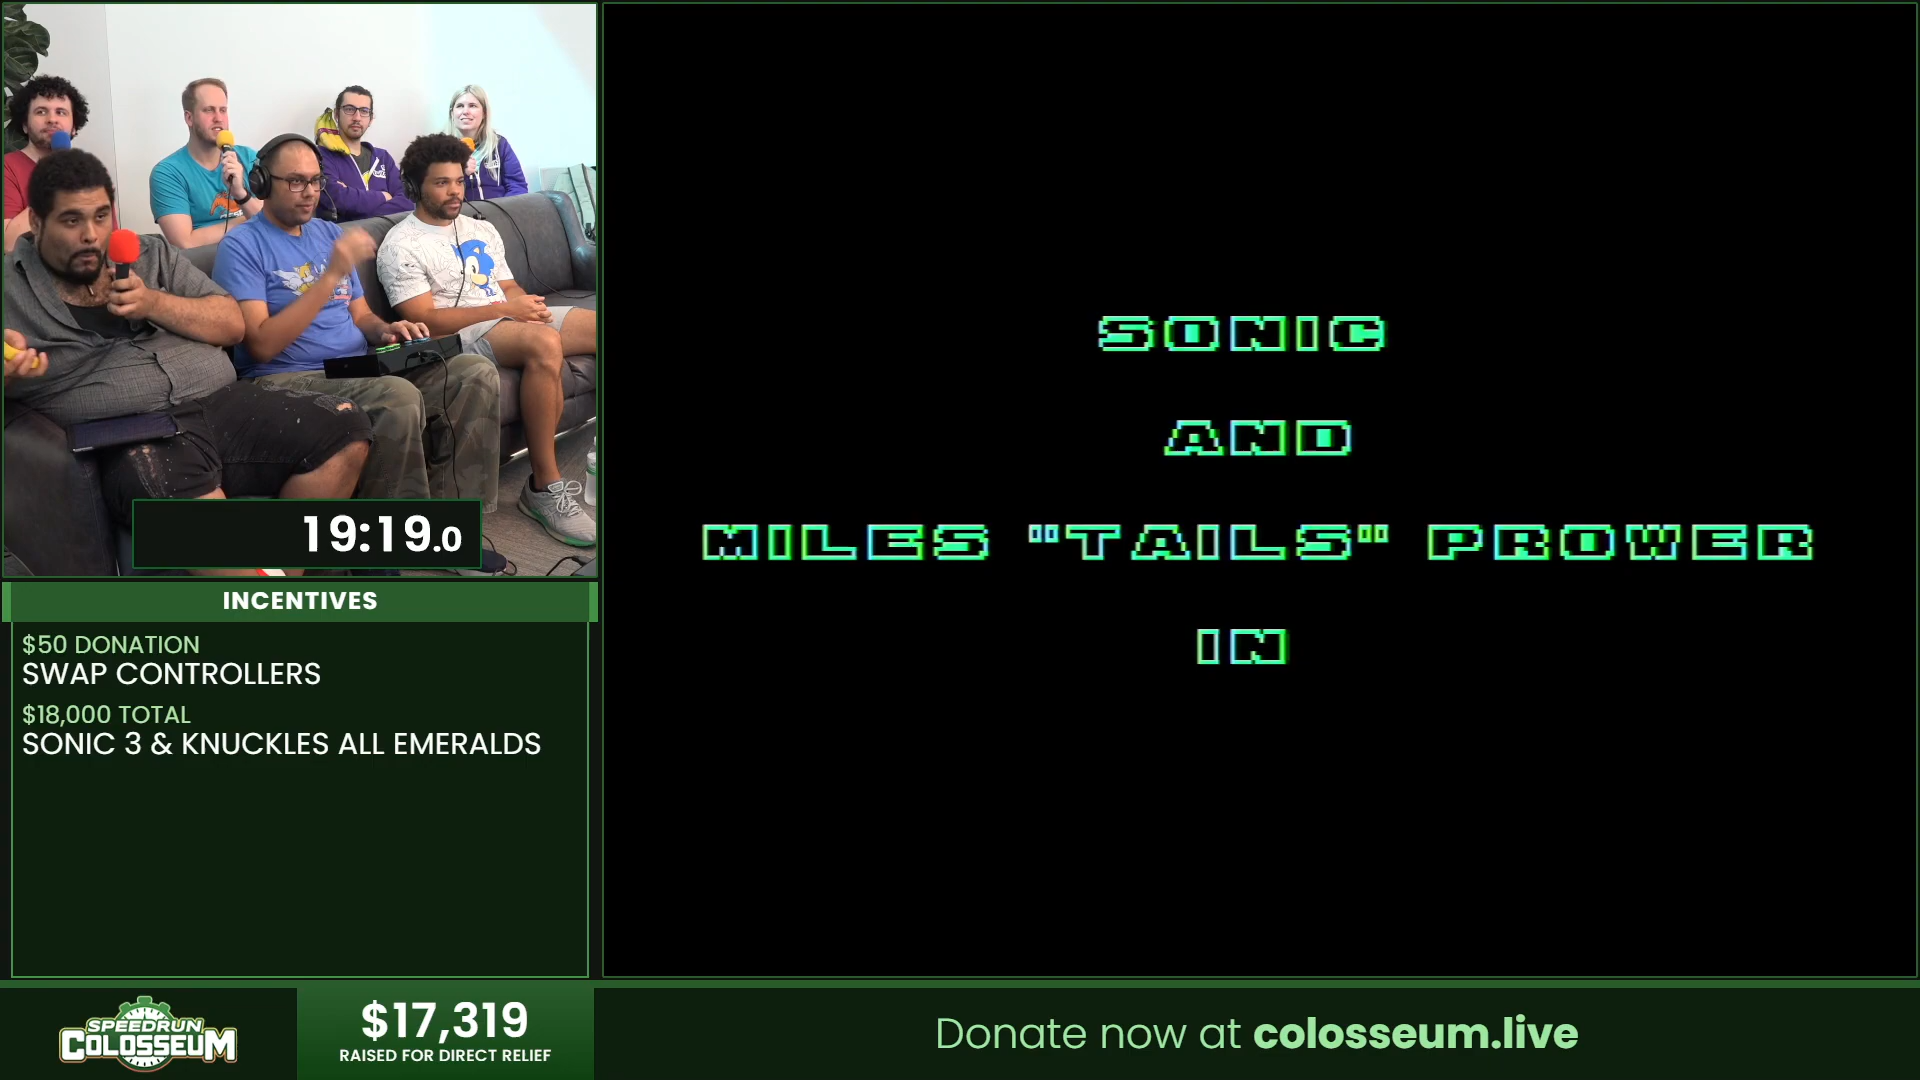 SONIC
AND
MILES "TAILS" PROWER
IN
19:19.0
INCENTIVES
$50 DONATION
SWAP CONTROLLERS
$18,000 TOTAL
SONIC 3 & KNUCKLES ALL EMERALDS
SPEEDRUN
COLOSSEUM
$17,319
RAISED FOR DIRECT RELIEF
Donate now at colosseum.live